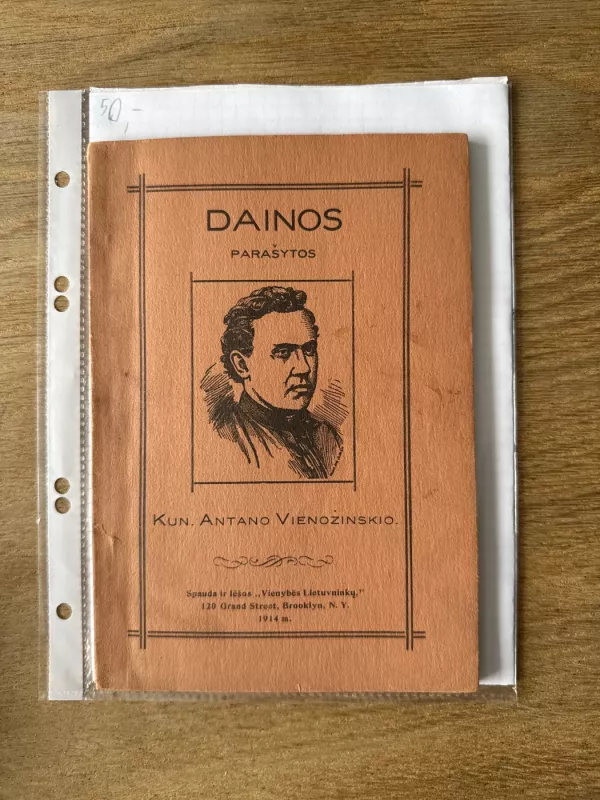 50,-
DAINOS
PARAŠYTOS
KUN. ANTANO VIENOŽINSKIO.
Spauda ir lėšos „Vienybės Lietuvninkų,"
120 Grand Street, Brooklyn, N. Y.
1914 m.